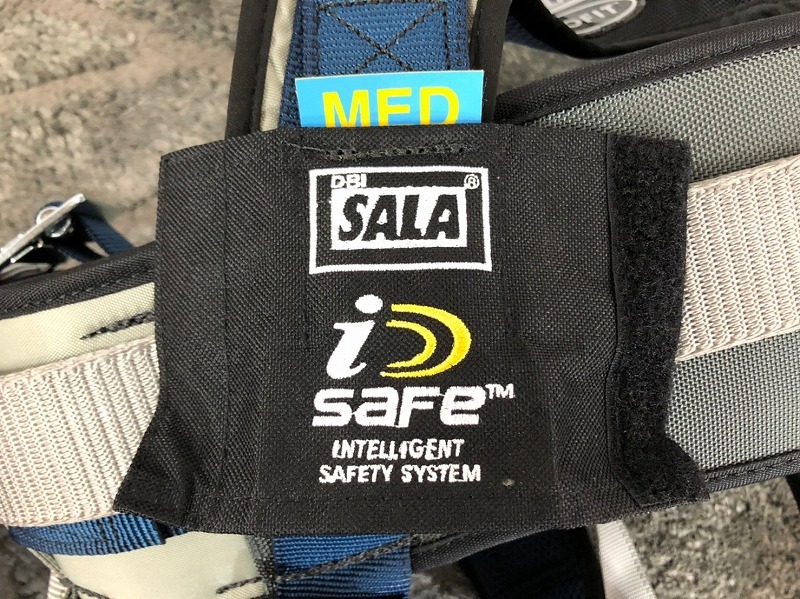 MED
DBI
SALA®
i
safe™
INTELLIGENT
SAFETY SYSTEM